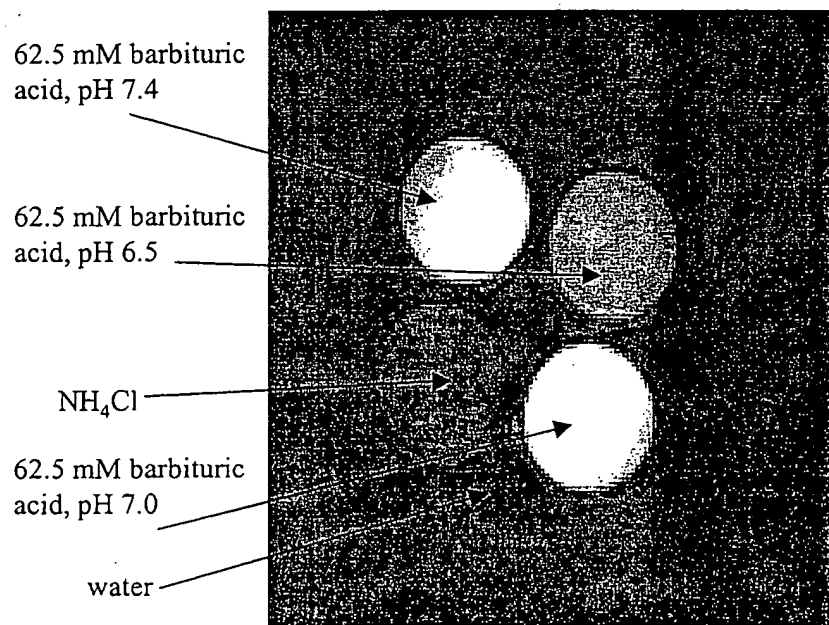 62.5 mM barbituric
acid, pH 7.4
62.5 mM barbituric
acid, pH 6.5
NH₄Cl
62.5 mM barbituric
acid, pH 7.0
water